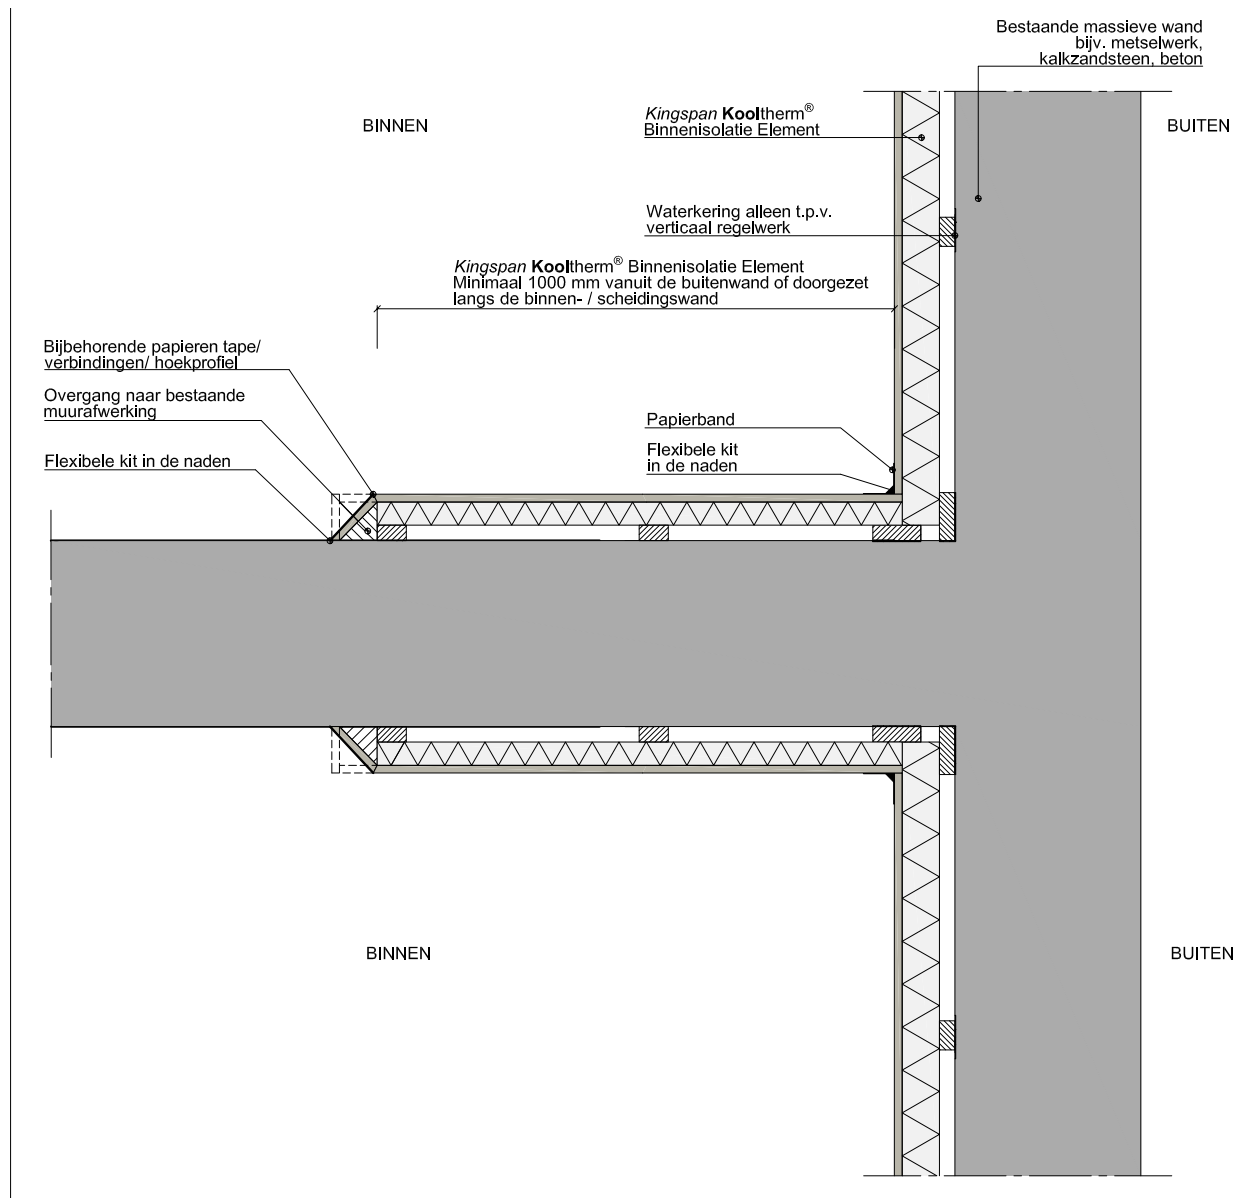 Bestaande massieve wand
bijv. metselwerk,
kalkzandsteen, beton
BINNEN
Kingspan Kooltherm®
Binnenisolatie Element
BUITEN
Waterkering alleen t.p.v.
verticaal regelwerk
Kingspan Kooltherm® Binnenisolatie Element
Minimaal 1000 mm vanuit de buitenwand of doorgezet
langs de binnen- / scheidingswand
Bijbehorende papieren tape/
verbindingen/ hoekprofiel
Overgang naar bestaande
muurafwerking
Flexibele kit in de naden
Papierband
Flexibele kit
in de naden
BINNEN
BUITEN